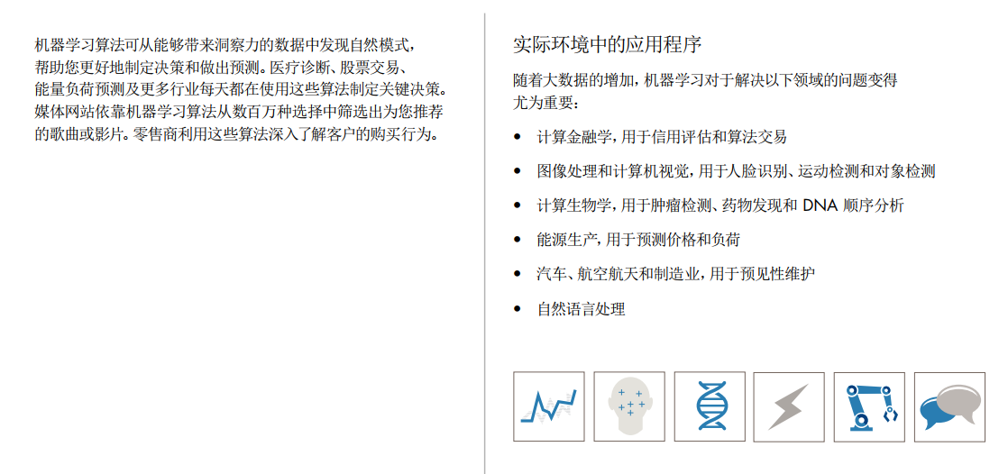 机器学习算法可从能够带来洞察力的数据中发现自然模式，
帮助您更好地制定决策和做出预测。医疗诊断、股票交易、
能量负荷预测及更多行业每天都在使用这些算法制定关键决策。
媒体网站依靠机器学习算法从数百万种选择中筛选出为您推荐
的歌曲或影片。零售商利用这些算法深入了解客户的购买行为。
实际环境中的应用程序
随着大数据的增加，机器学习对于解决以下领域的问题变得
尤为重要：
• 计算金融学，用于信用评估和算法交易
• 图像处理和计算机视觉，用于人脸识别、运动检测和对象检测
• 计算生物学，用于肿瘤检测、药物发现和 DNA 顺序分析
• 能源生产，用于预测价格和负荷
• 汽车、航空航天和制造业，用于预见性维护
• 自然语言处理